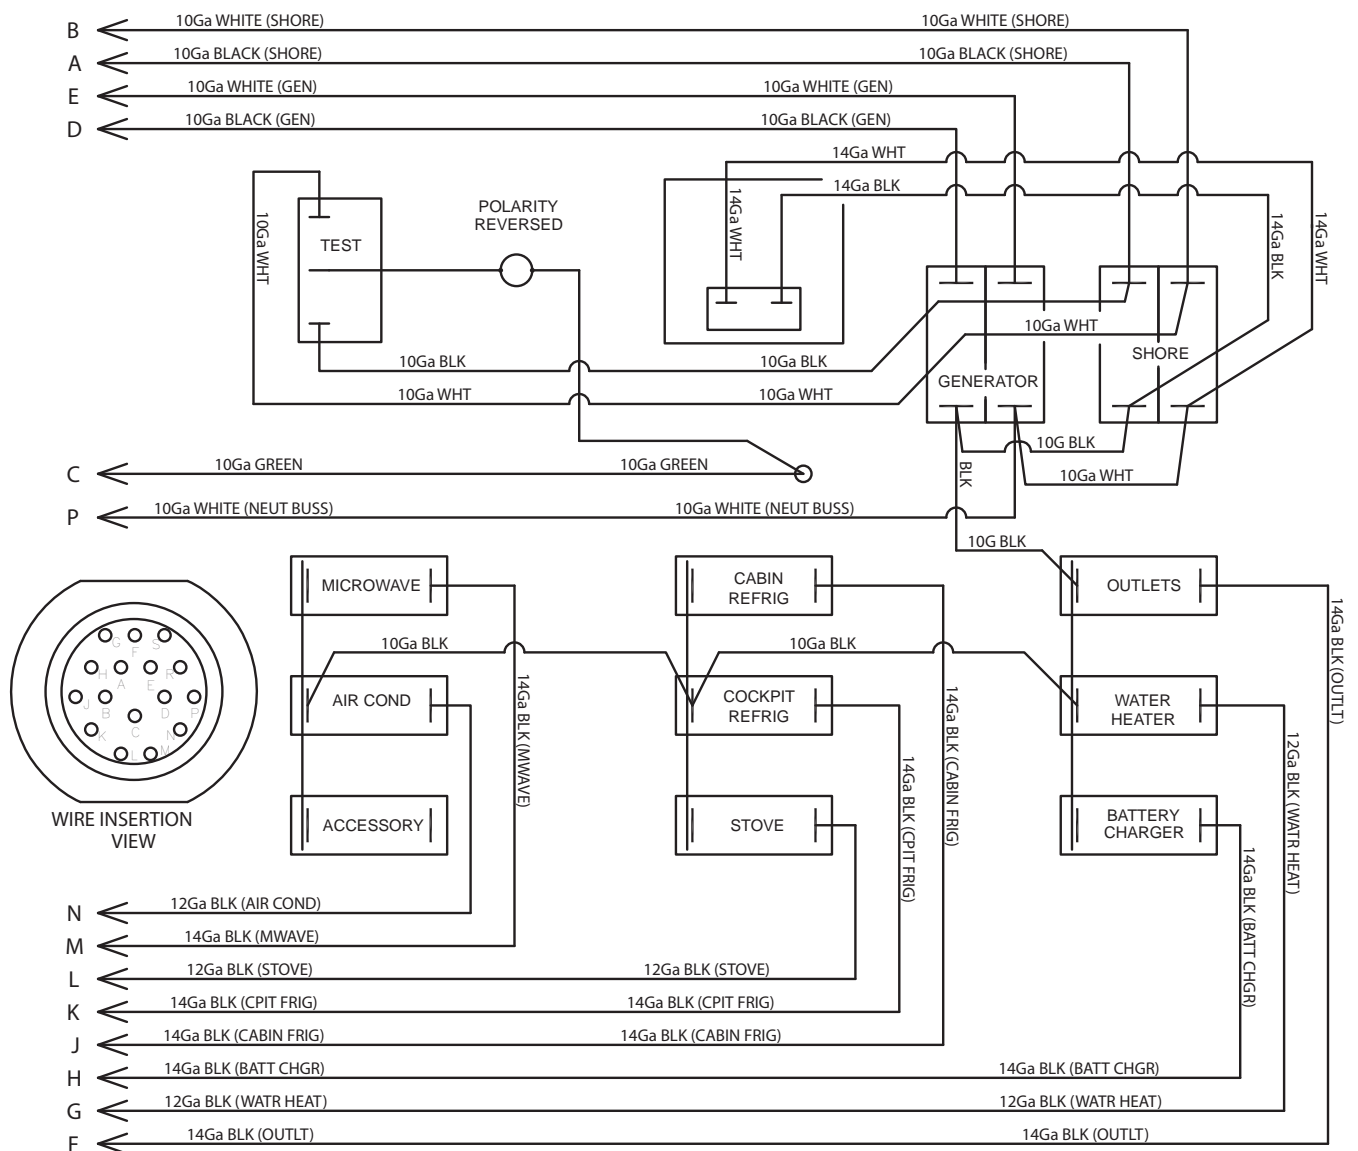 B
10Ga WHITE (SHORE)
10Ga WHITE (SHORE)
A
10Ga BLACK (SHORE)
10Ga BLACK (SHORE)
E
10Ga WHITE (GEN)
10Ga WHITE (GEN)
D
10Ga BLACK (GEN)
10Ga BLACK (GEN)
14Ga WHT
14Ga BLK
10Ga WHT
TEST
POLARITY
REVERSED
14Ga WHT
14Ga BLK
14Ga WHT
10Ga WHT
SHORE
10Ga BLK
10Ga BLK
GENERATOR
10Ga WHT
10Ga WHT
10G BLK
C
10Ga GREEN
10Ga GREEN
BLK
10Ga WHT
P
10Ga WHITE (NEUT BUSS)
10Ga WHITE (NEUT BUSS)
10G BLK
MICROWAVE
CABIN
REFRIG
OUTLETS
14Ga BLK (OUTLT)
10Ga BLK
10Ga BLK
AIR COND
14Ga BLK (MWAVE)
COCKPIT
REFRIG
14Ga BLK (CABIN FRIG)
WATER
HEATER
12Ga BLK (WATR HEAT)
14Ga BLK (CPIT FRIG)
ACCESSORY
STOVE
BATTERY
CHARGER
14Ga BLK (BATT CHGR)
G
F
S
H
A
E
R
J
B
D
P
K
C
N
L
M
WIRE INSERTION
VIEW
N
12Ga BLK (AIR COND)
M
14Ga BLK (MWAVE)
L
12Ga BLK (STOVE)
12Ga BLK (STOVE)
K
14Ga BLK (CPIT FRIG)
14Ga BLK (CPIT FRIG)
J
14Ga BLK (CABIN FRIG)
14Ga BLK (CABIN FRIG)
H
14Ga BLK (BATT CHGR)
14Ga BLK (BATT CHGR)
G
12Ga BLK (WATR HEAT)
12Ga BLK (WATR HEAT)
F
14Ga BLK (OUTLT)
14Ga BLK (OUTLT)